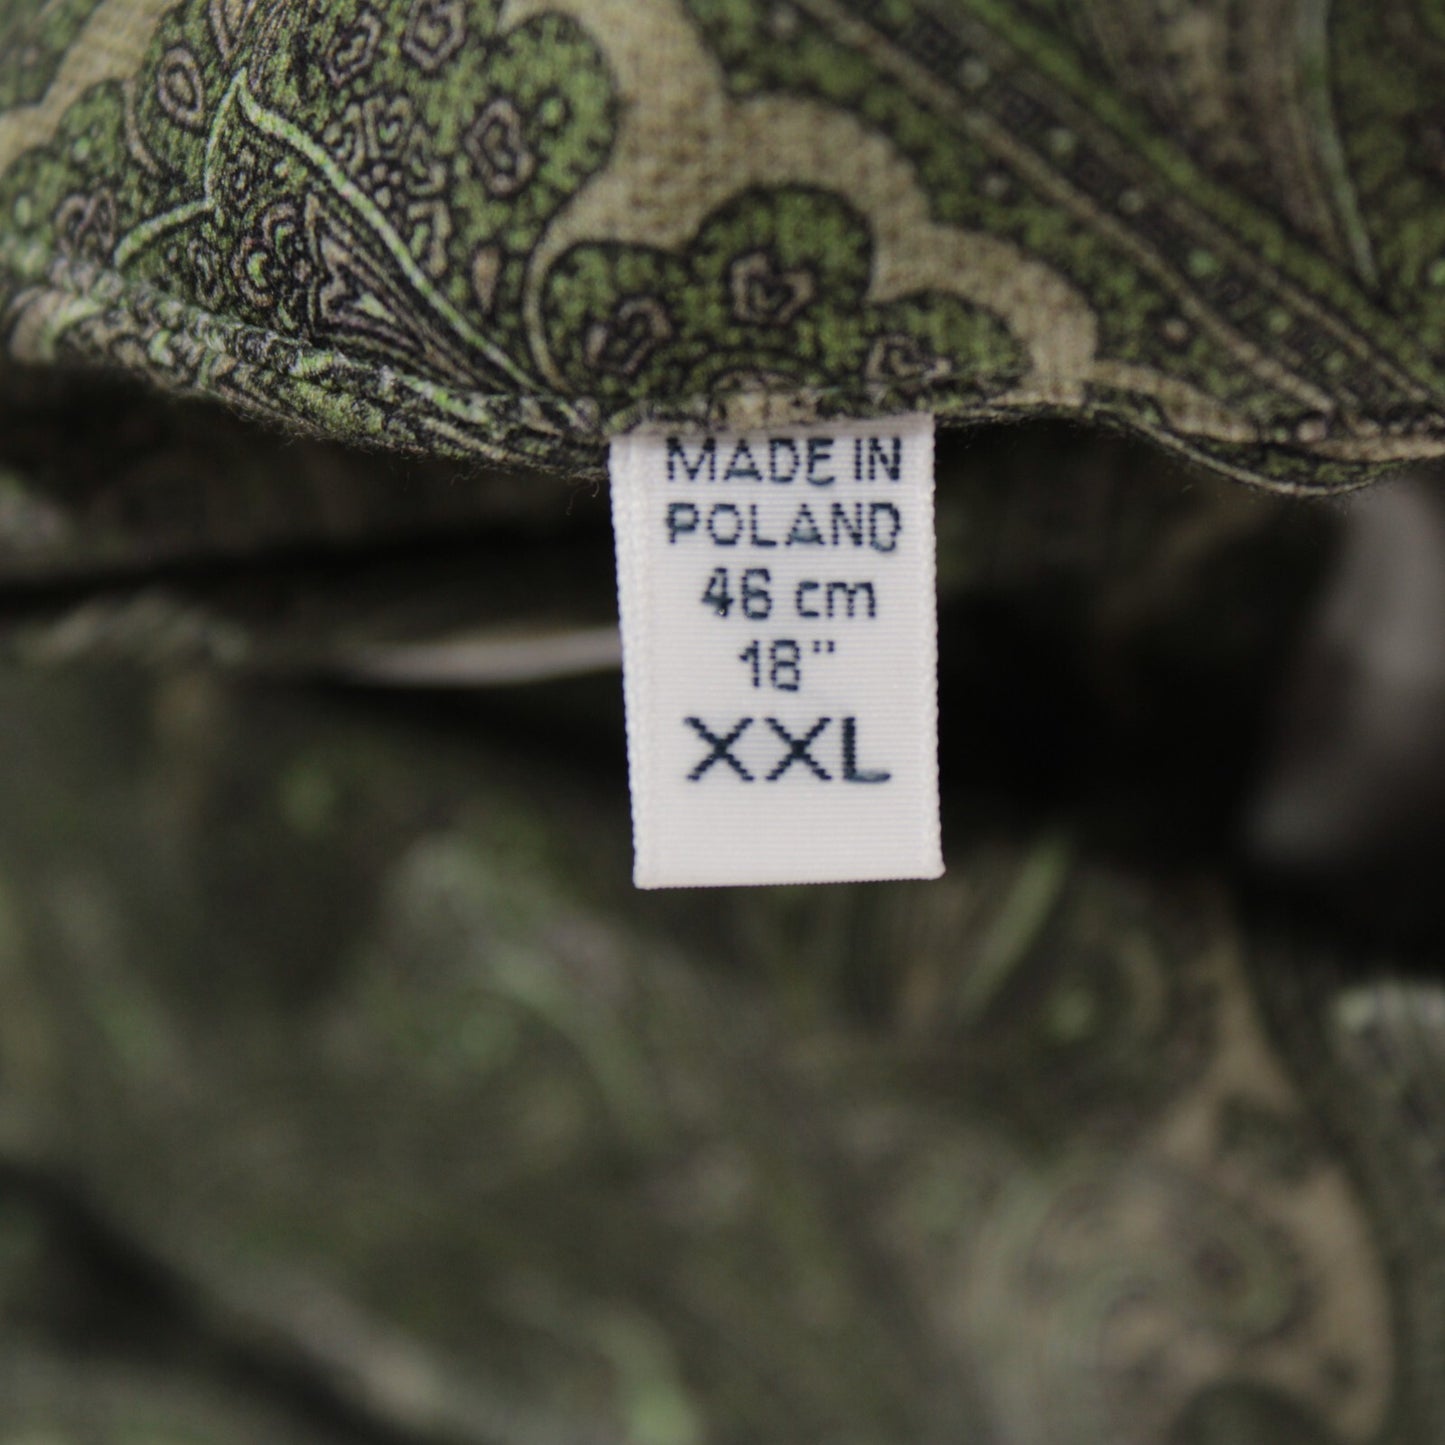 MADE IN
POLAND
46 cm
18"
XXL